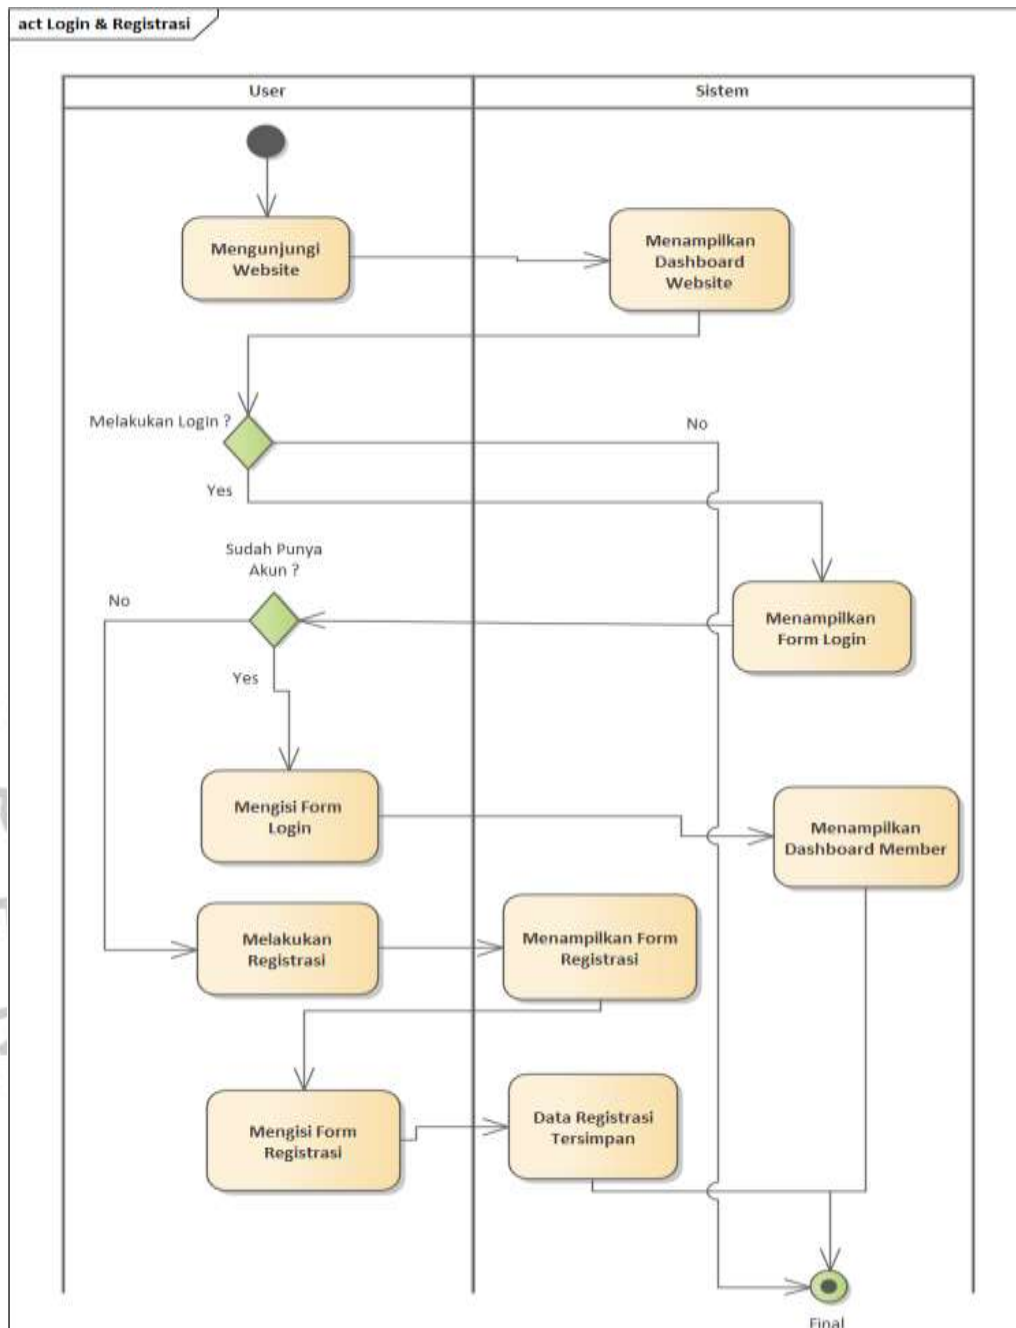 act Login & Registrasi
User
Sistem
Mengunjungi
Website
Menampilkan
Dashboard
Website
Melakukan Login ?
No
Yes
Sudah Punya
Akun ?
No
Menampilkan
Form Login
Yes
Mengisi Form
Login
Menampilkan
Dashboard Member
Melakukan
Registrasi
Menampilkan Form
Registrasi
Mengisi Form
Registrasi
Data Registrasi
Tersimpan
Final